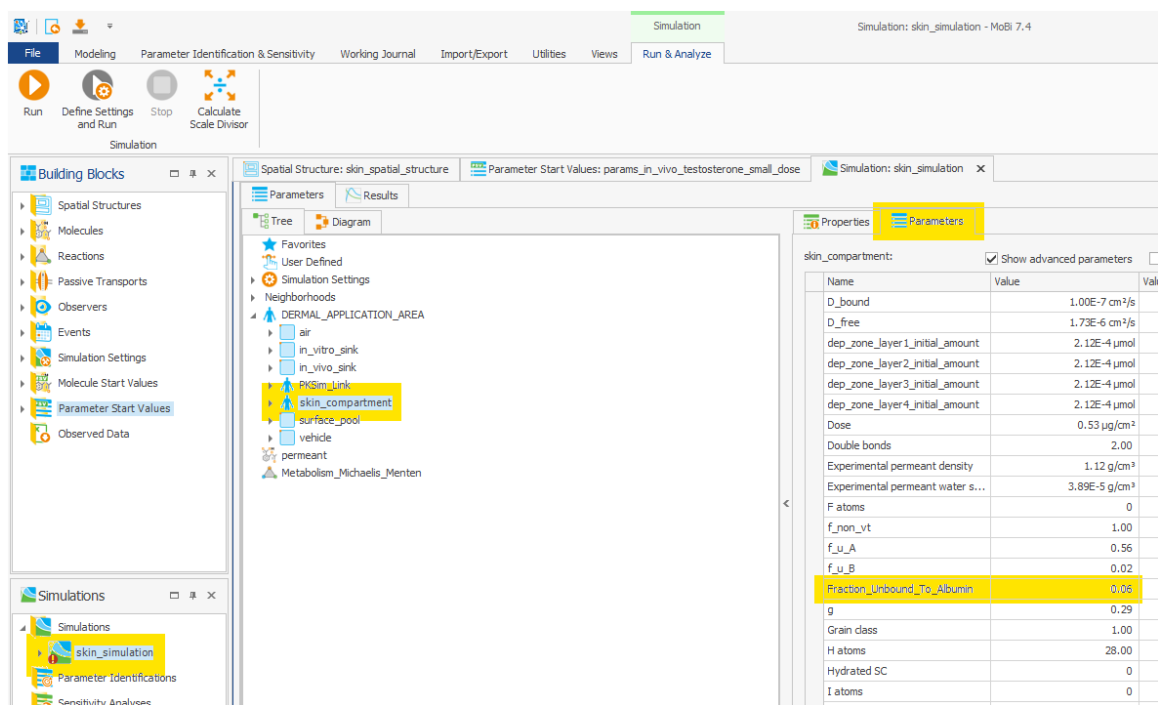 Simulation
Simulation: skin_simulation - MoBi 7.4
File Modeling Parameter Identification & Sensitivity Working Journal Import/Export Utilities Views Run & Analyze
Run Define Settings and Run Stop Calculate Scale Divisor
Simulation
Building Blocks
Spatial Structures
Molecules
Reactions
Passive Transports
Observers
Events
Simulation Settings
Molecule Start Values
Parameter Start Values
Observed Data
Simulations
Simulations
skin_simulation
Parameter Identifications
Sensitivity Analyses
Spatial Structure: skin_spatial_structure Parameter Start Values: params_in_vivo_testosterone_small_dose Simulation: skin_simulation
Parameters Results
Tree Diagram
Favorites
User Defined
Simulation Settings
Neighborhoods
DERMAL_APPLICATION_AREA
air
in_vitro_sink
in_vivo_sink
PKSim_Link
skin_compartment
surface_pool
vehicle
permeant
Metabolism_Michaelis_Menten
Properties Parameters
skin_compartment: Show advanced parameters
Name Value
D_bound 1.00E-7 cm²/s
D_free 1.73E-6 cm²/s
dep_zone_layer1_initial_amount 2.12E-4 µmol
dep_zone_layer2_initial_amount 2.12E-4 µmol
dep_zone_layer3_initial_amount 2.12E-4 µmol
dep_zone_layer4_initial_amount 2.12E-4 µmol
Dose 0.53 µg/cm²
Double bonds 2.00
Experimental permeant density 1.12 g/cm³
Experimental permeant water s... 3.89E-5 g/cm³
F atoms 0
f_non_vt 1.00
f_u_A 0.56
f_u_B 0.02
Fraction_Unbound_To_Albumin 0.06
g 0.29
Grain class 1.00
H atoms 28.00
Hydrated SC 0
I atoms 0